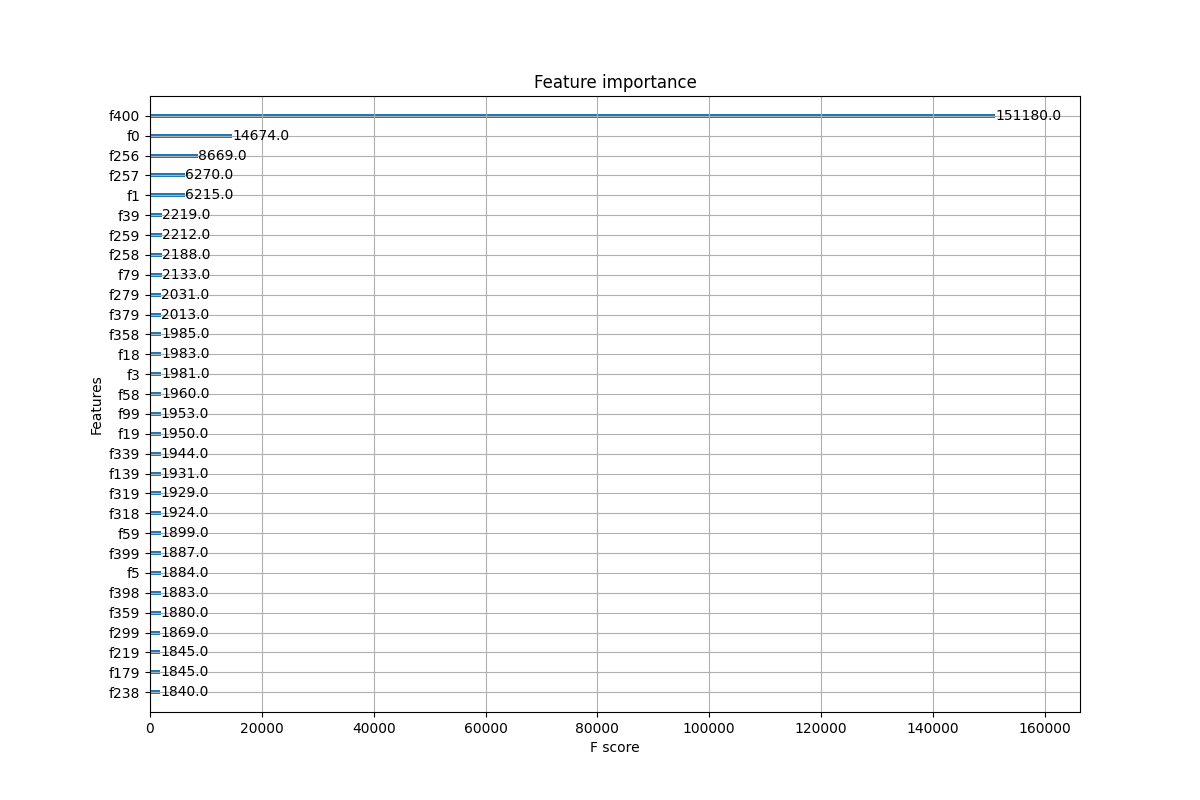 Feature importance
f400 151180.0
f0 14674.0
f256 8669.0
f257 6270.0
f1 6215.0
f39 2219.0
f259 2212.0
f258 2188.0
f79 2133.0
f279 2031.0
f379 2013.0
f358 1985.0
f18 1983.0
f3 1981.0
f58 1960.0
f99 1953.0
f19 1950.0
f339 1944.0
f139 1931.0
f319 1929.0
f318 1924.0
f59 1899.0
f399 1887.0
f5 1884.0
f398 1883.0
f359 1880.0
f299 1869.0
f219 1845.0
f179 1845.0
f238 1840.0
Features
0 20000 40000 60000 80000 100000 120000 140000 160000
F score